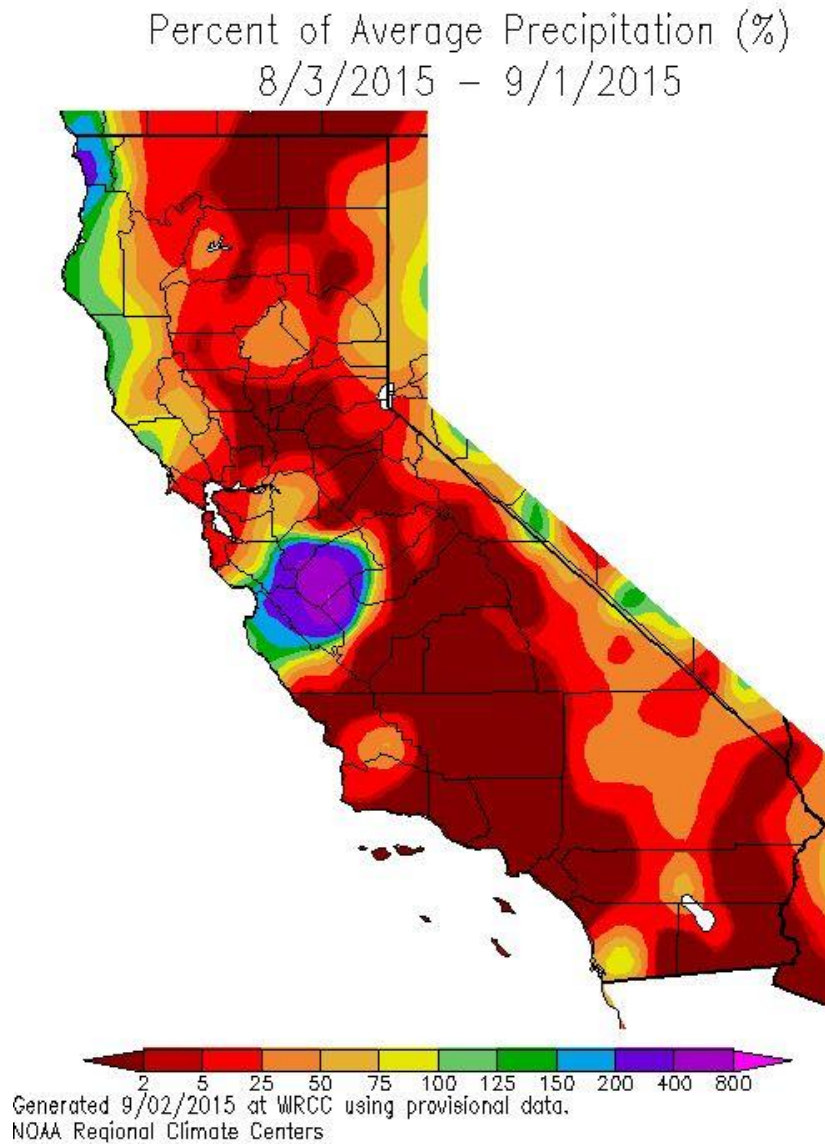 Percent of Average Precipitation (%)
8/3/2015 – 9/1/2015
2 5 25 50 75 100 125 150 200 400 800
Generated 9/02/2015 at WRCC using provisional data.
NOAA Regional Climate Centers